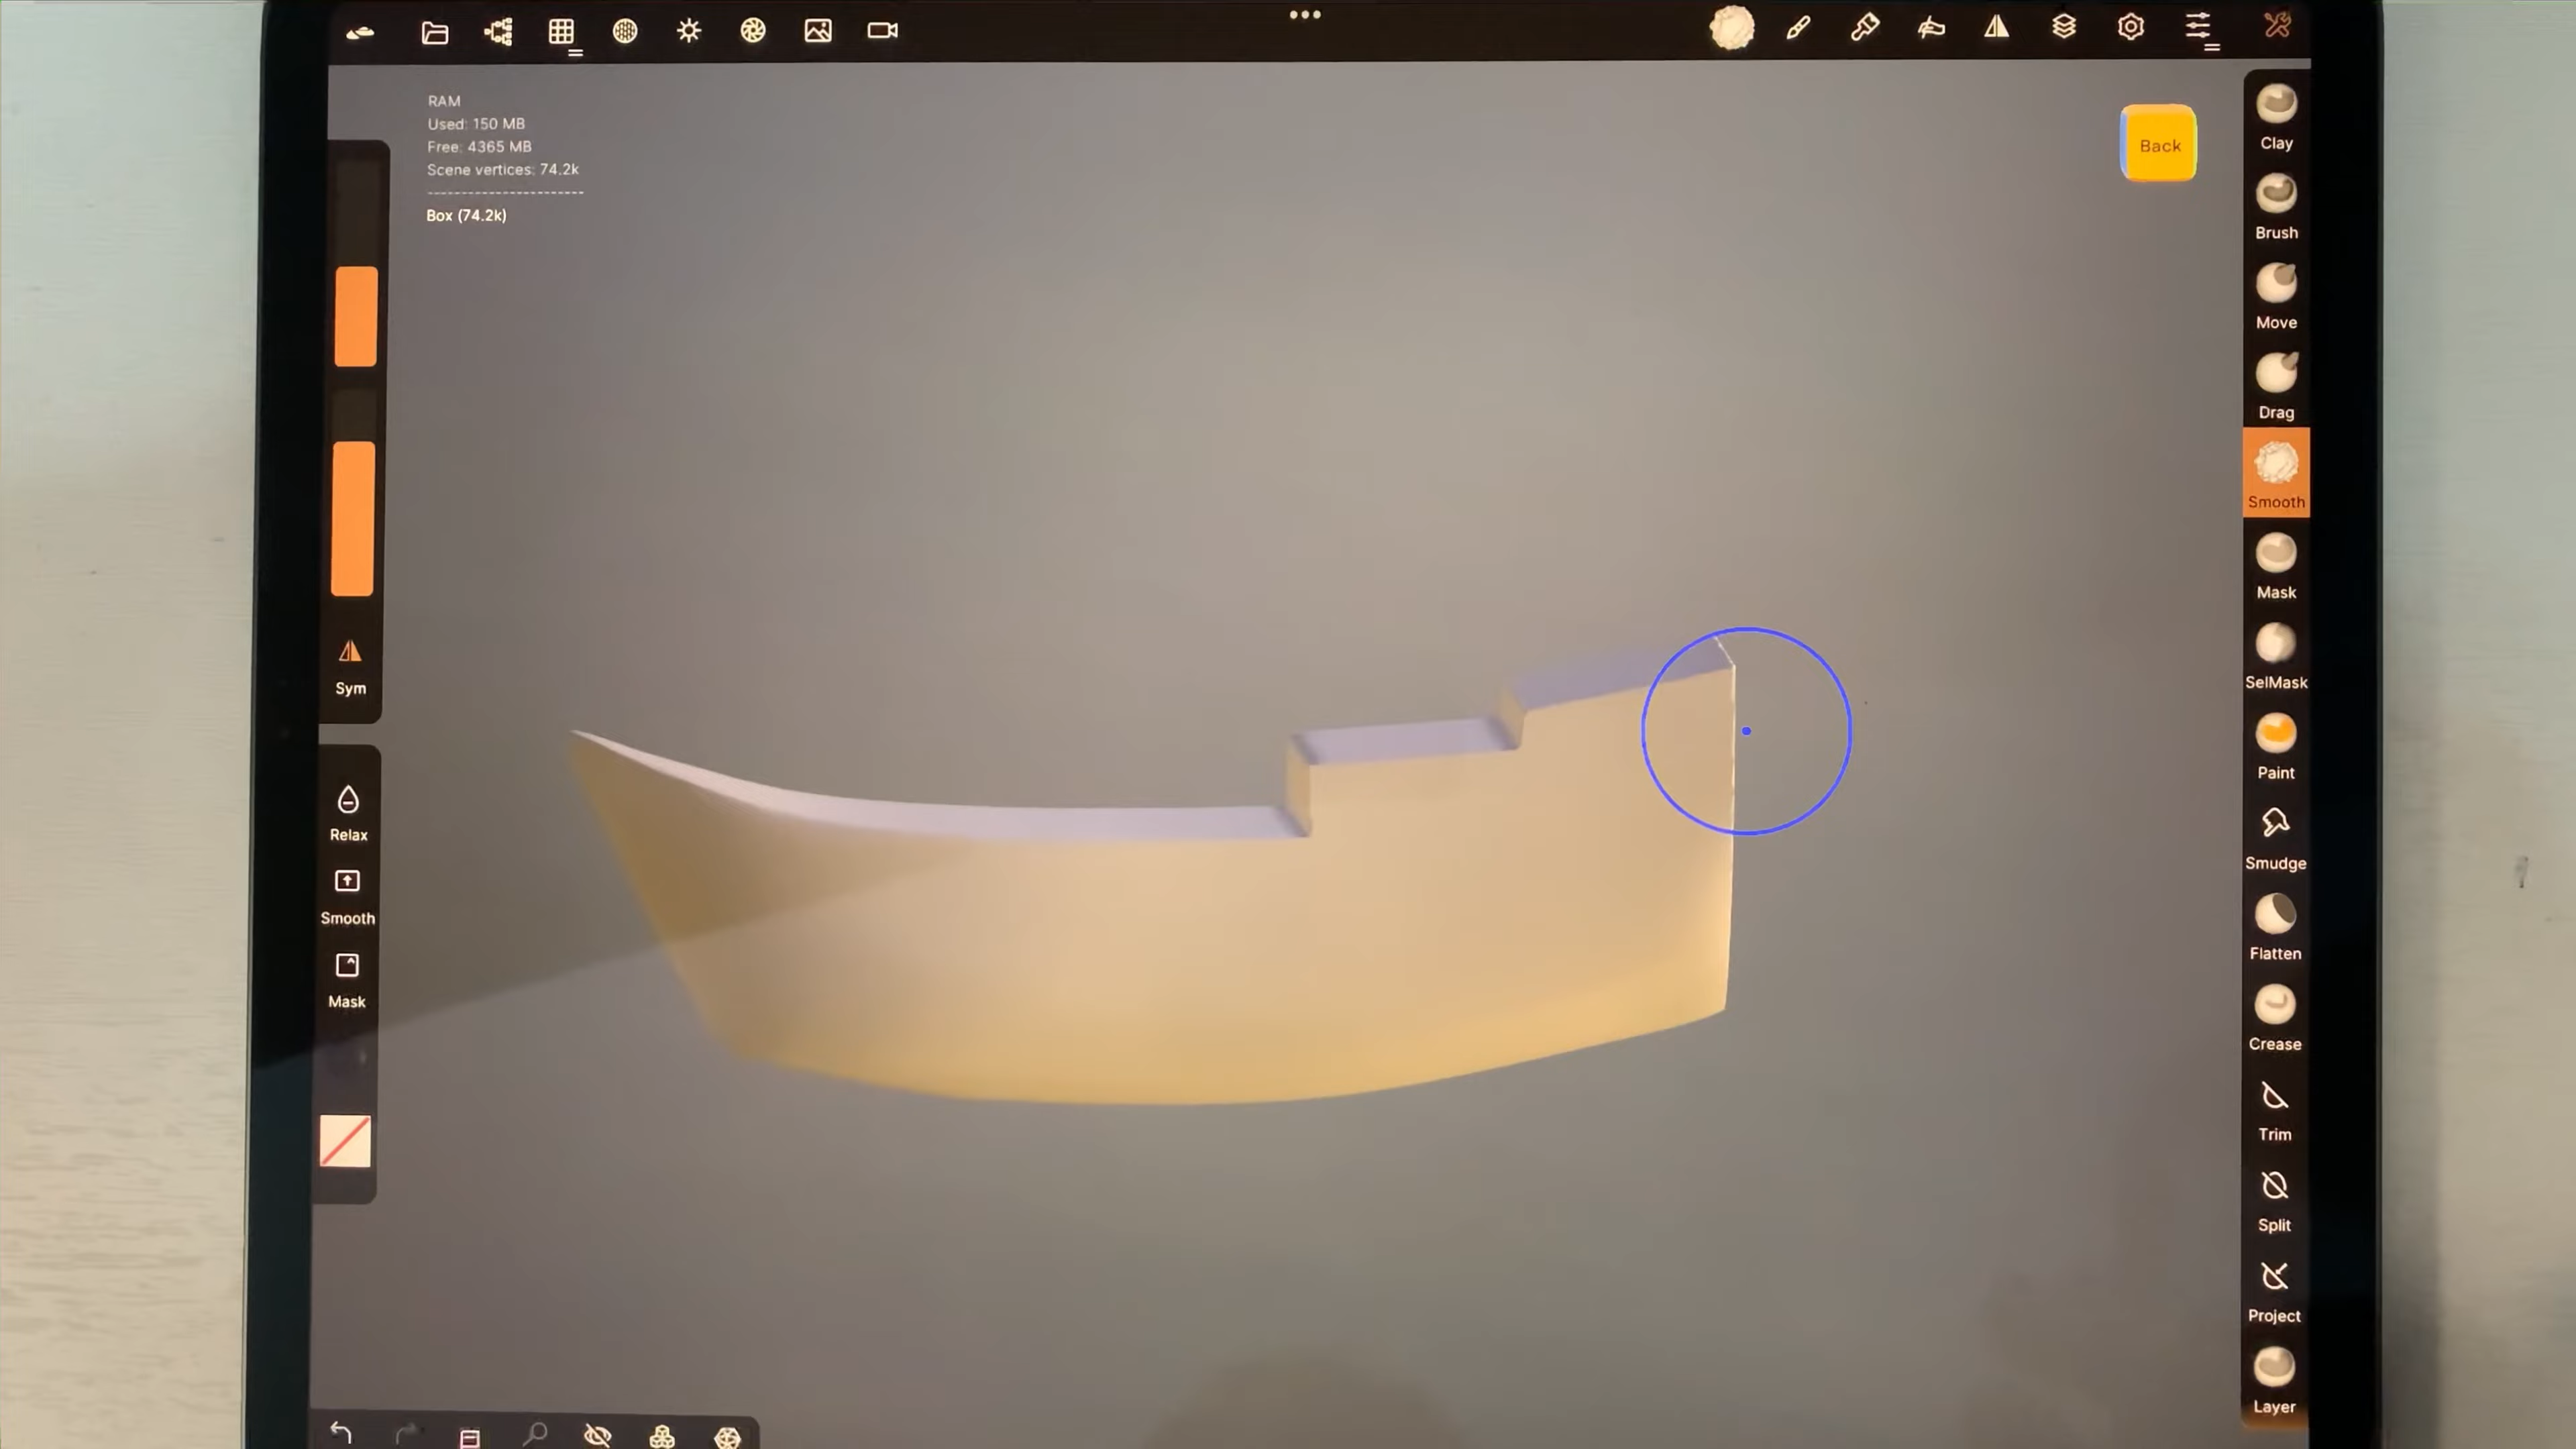 RAM
Used: 150 MB
Free: 4365 MB
Scene vertices: 74.2k
Box (74.2k)
Back
Sym
Relax
Smooth
Mask
Clay
Brush
Move
Drag
Smooth
Mask
SelMask
Paint
Smudge
Flatten
Crease
Trim
Split
Project
Layer